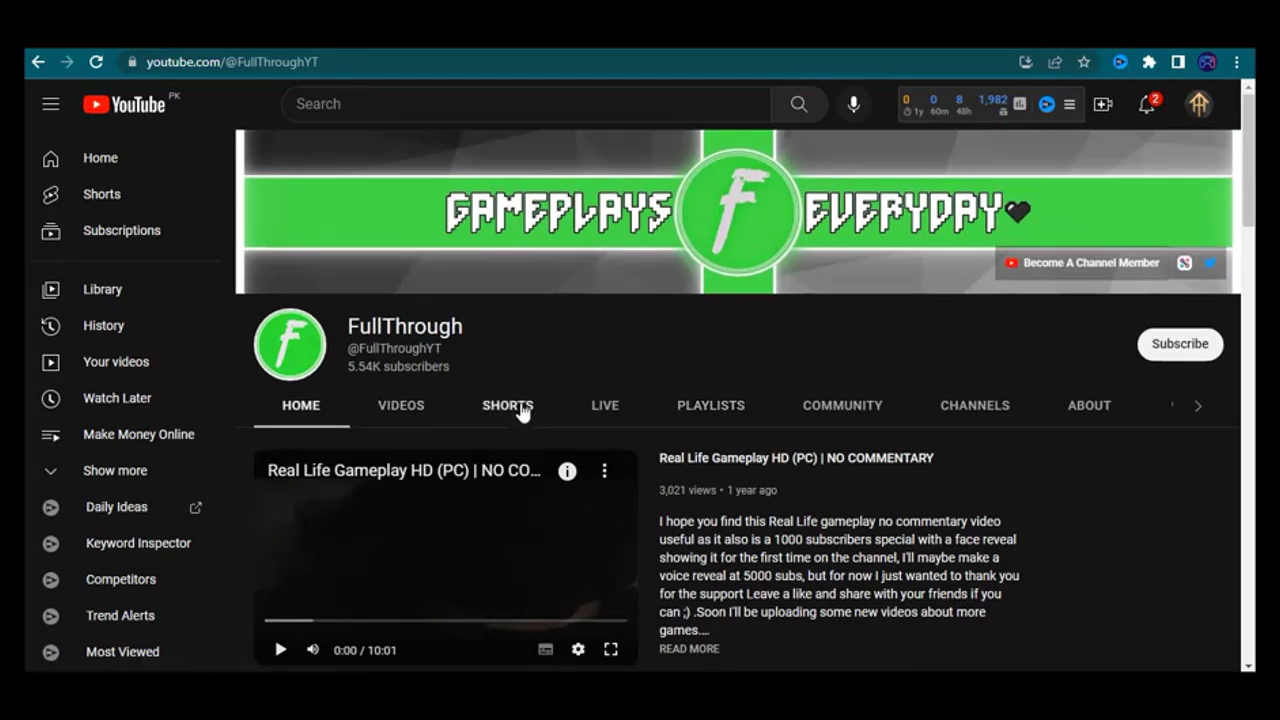 youtube.com/@FullThroughYT
YouTube PK
Search
0 0 8 1,982
1y 60m 48h
2
Home
Shorts
Subscriptions
Library
History
Your videos
Watch Later
Make Money Online
Show more
Daily Ideas
Keyword Inspector
Competitors
Trend Alerts
Most Viewed
GAMEPLAYS F EVERYDAY
Become A Channel Member
F
FullThrough
@FullThroughYT
5.54K subscribers
Subscribe
HOME VIDEOS SHORTS LIVE PLAYLISTS COMMUNITY CHANNELS ABOUT
Real Life Gameplay HD (PC) | NO CO...
0:00 / 10:01
Real Life Gameplay HD (PC) | NO COMMENTARY
3,021 views • 1 year ago
I hope you find this Real Life gameplay no commentary video
useful as it also is a 1000 subscribers special with a face reveal
showing it for the first time on the channel, I'll maybe make a
voice reveal at 5000 subs, but for now I just wanted to thank you
for the support Leave a like and share with your friends if you
can ;) .Soon I'll be uploading some new videos about more
games....
READ MORE